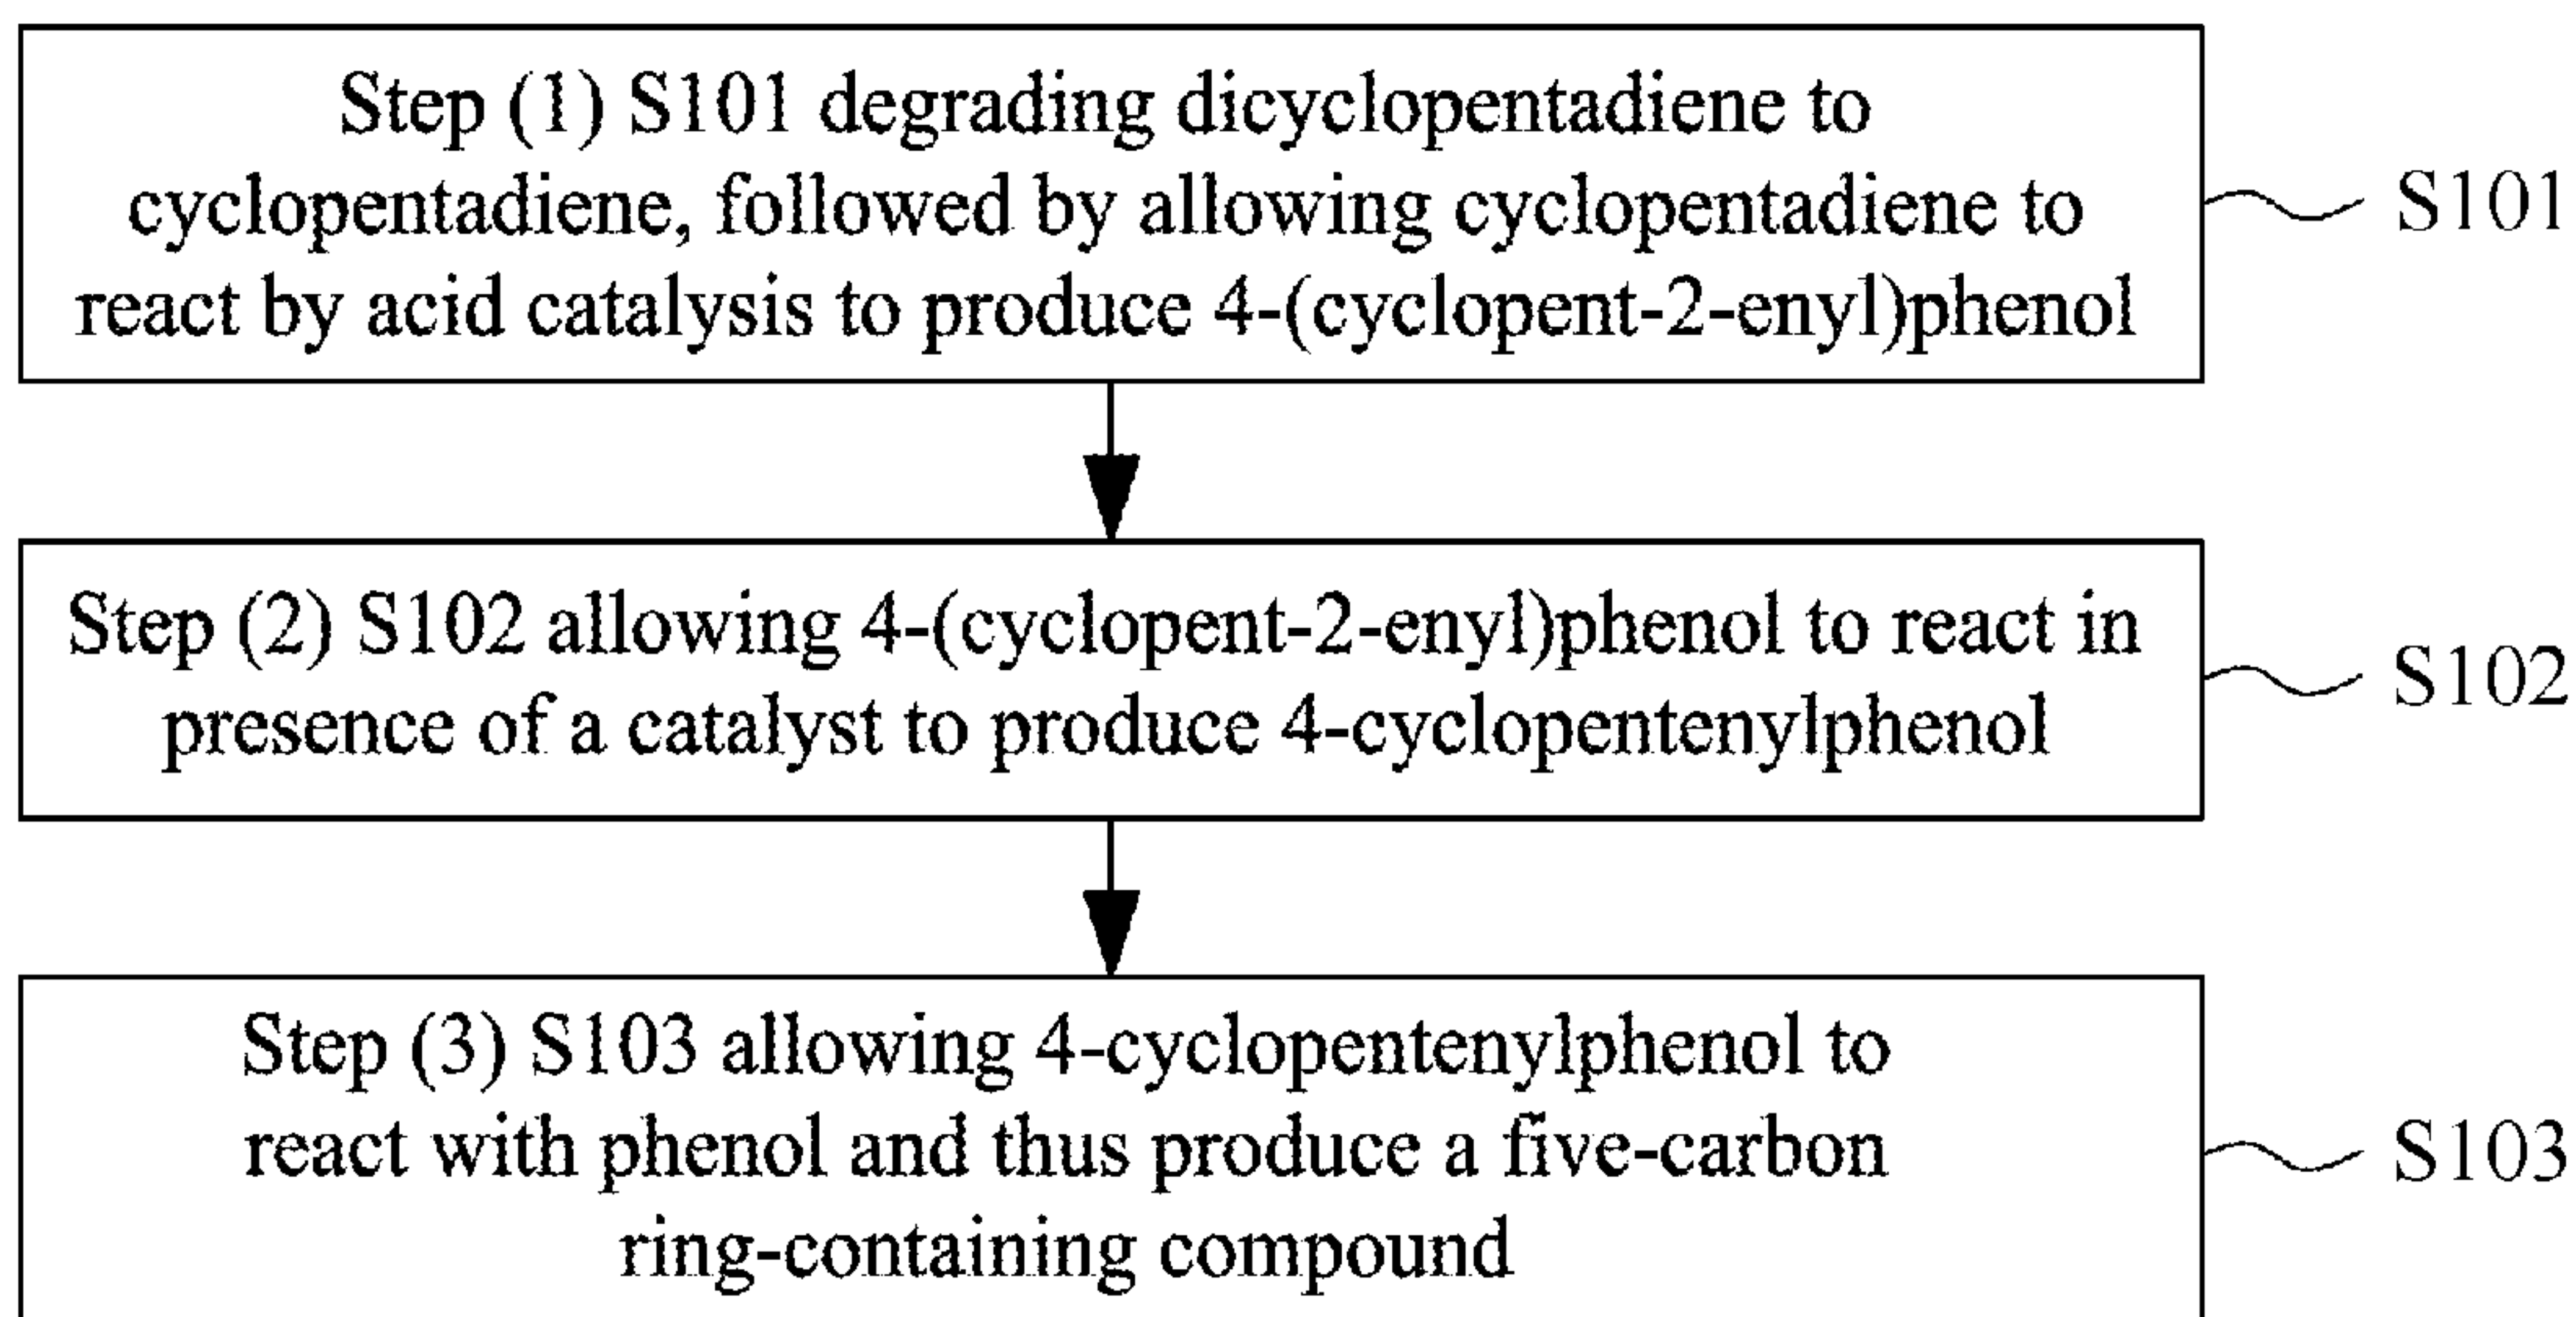 Step (1) S101 degrading dicyclopentadiene to
cyclopentadiene, followed by allowing cyclopentadiene to
react by acid catalysis to produce 4-(cyclopent-2-enyl)phenol
S101
Step (2) S102 allowing 4-(cyclopent-2-enyl)phenol to react in
presence of a catalyst to produce 4-cyclopentenylphenol
S102
Step (3) S103 allowing 4-cyclopentenylphenol to
react with phenol and thus produce a five-carbon
ring-containing compound
S103